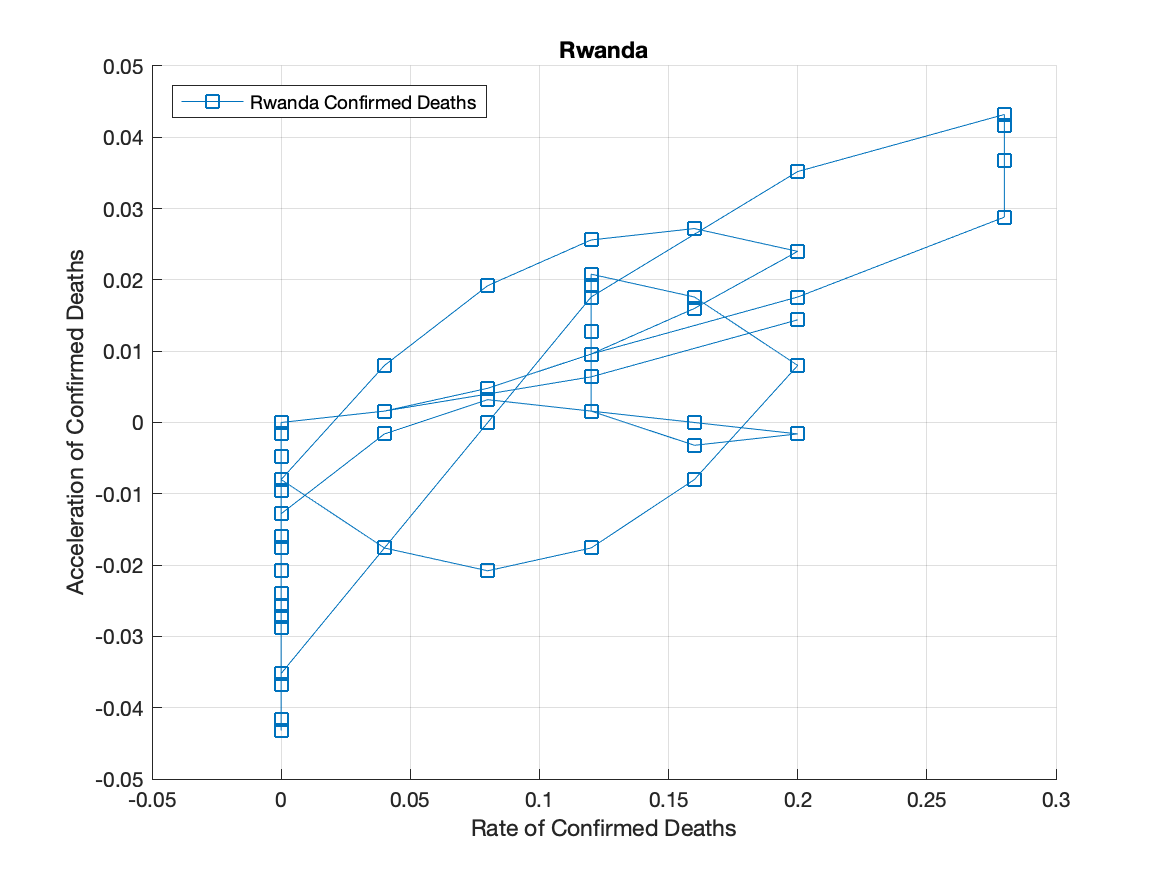 Rwanda
Rwanda Confirmed Deaths
0.05
0.04
0.03
0.02
0.01
0
-0.01
-0.02
-0.03
-0.04
-0.05
Acceleration of Confirmed Deaths
-0.05 0 0.05 0.1 0.15 0.2 0.25 0.3
Rate of Confirmed Deaths